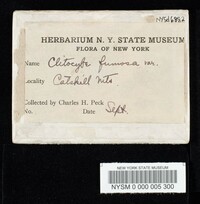 HERBARIUM N. Y. STATE MUSEUM
FLORA OF NEW YORK
Name Clitocybe fumosa var.
Locality Catskill Mts
Collected by Charles H. Peck
No. Date Sept.
NEW YORK STATE MUSEUM
NYSM 0 000 005 300